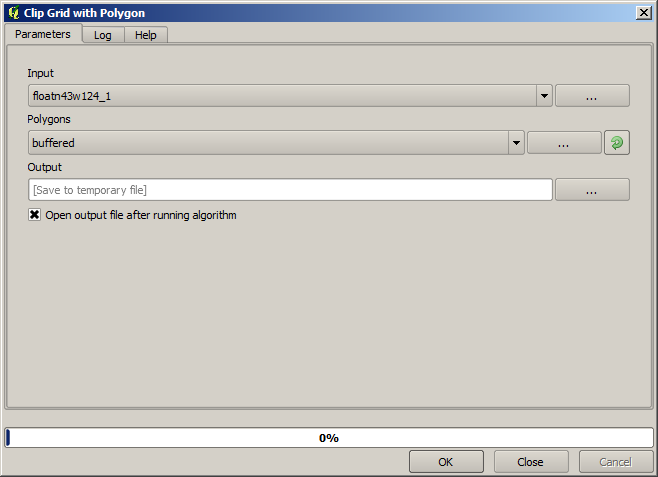 Clip Grid with Polygon
Parameters Log Help
Input
floatn43w124_1 ...
Polygons
buffered ...
Output
[Save to temporary file] ...
Open output file after running algorithm
0%
OK Close Cancel